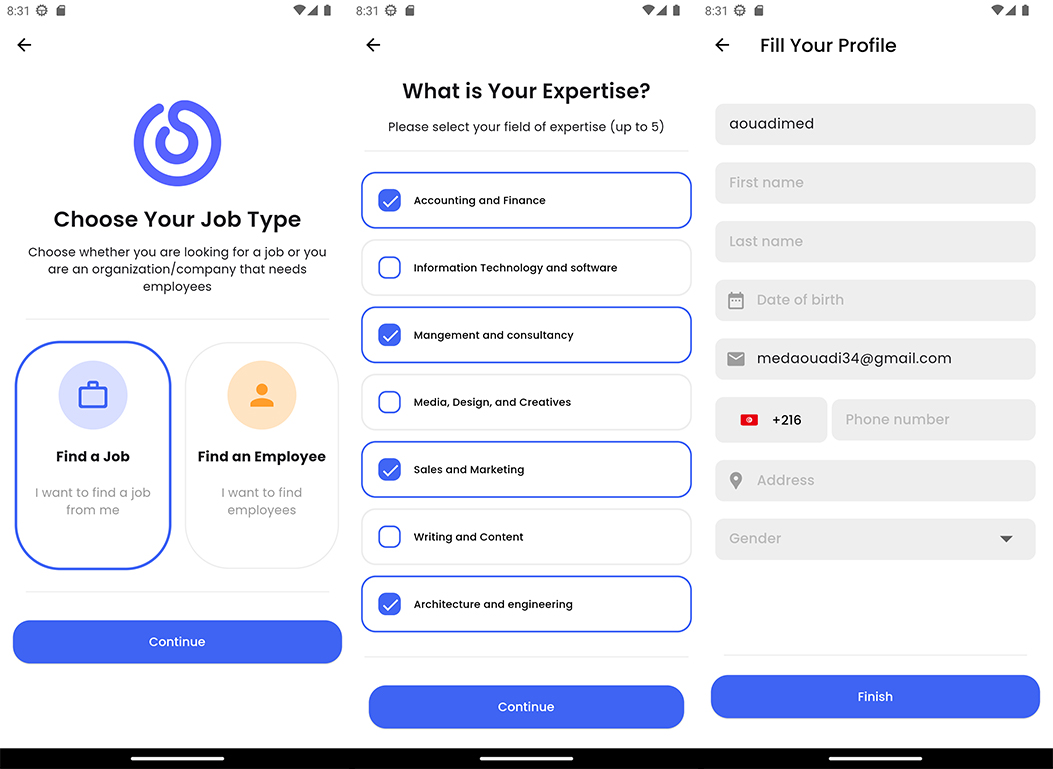 8:31
Choose Your Job Type
Choose whether you are looking for a job or you
are an organization/company that needs
employees
Find a Job
I want to find a job
from me
Find an Employee
I want to find
employees
Continue
8:31
What is Your Expertise?
Please select your field of expertise (up to 5)
Accounting and Finance
Information Technology and software
Mangement and consultancy
Media, Design, and Creatives
Sales and Marketing
Writing and Content
Architecture and engineering
Continue
8:31
Fill Your Profile
aouadimed
First name
Last name
Date of birth
medaouadi34@gmail.com
+216
Phone number
Address
Gender
Finish